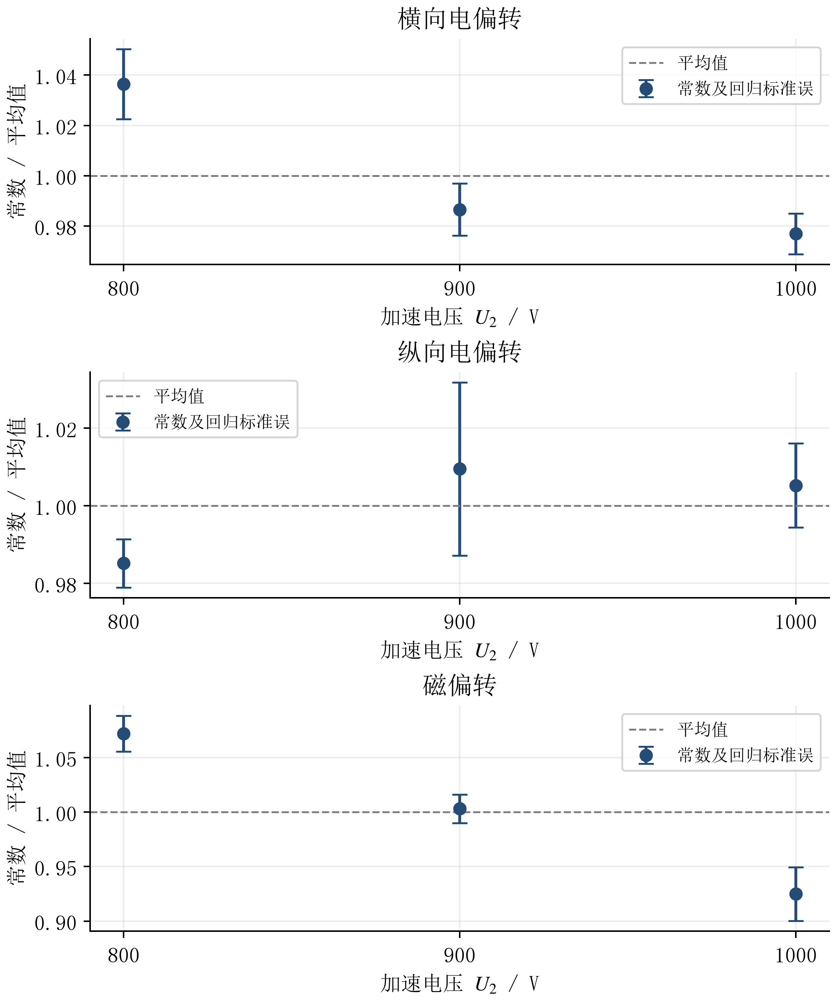 横向电偏转
常数 / 平均值
1.04
1.02
1.00
0.98
平均值
常数及回归标准误
800
900
1000
加速电压 U₂ / V
纵向电偏转
常数 / 平均值
1.02
1.00
0.98
平均值
常数及回归标准误
800
900
1000
加速电压 U₂ / V
磁偏转
常数 / 平均值
1.05
1.00
0.95
0.90
平均值
常数及回归标准误
800
900
1000
加速电压 U₂ / V